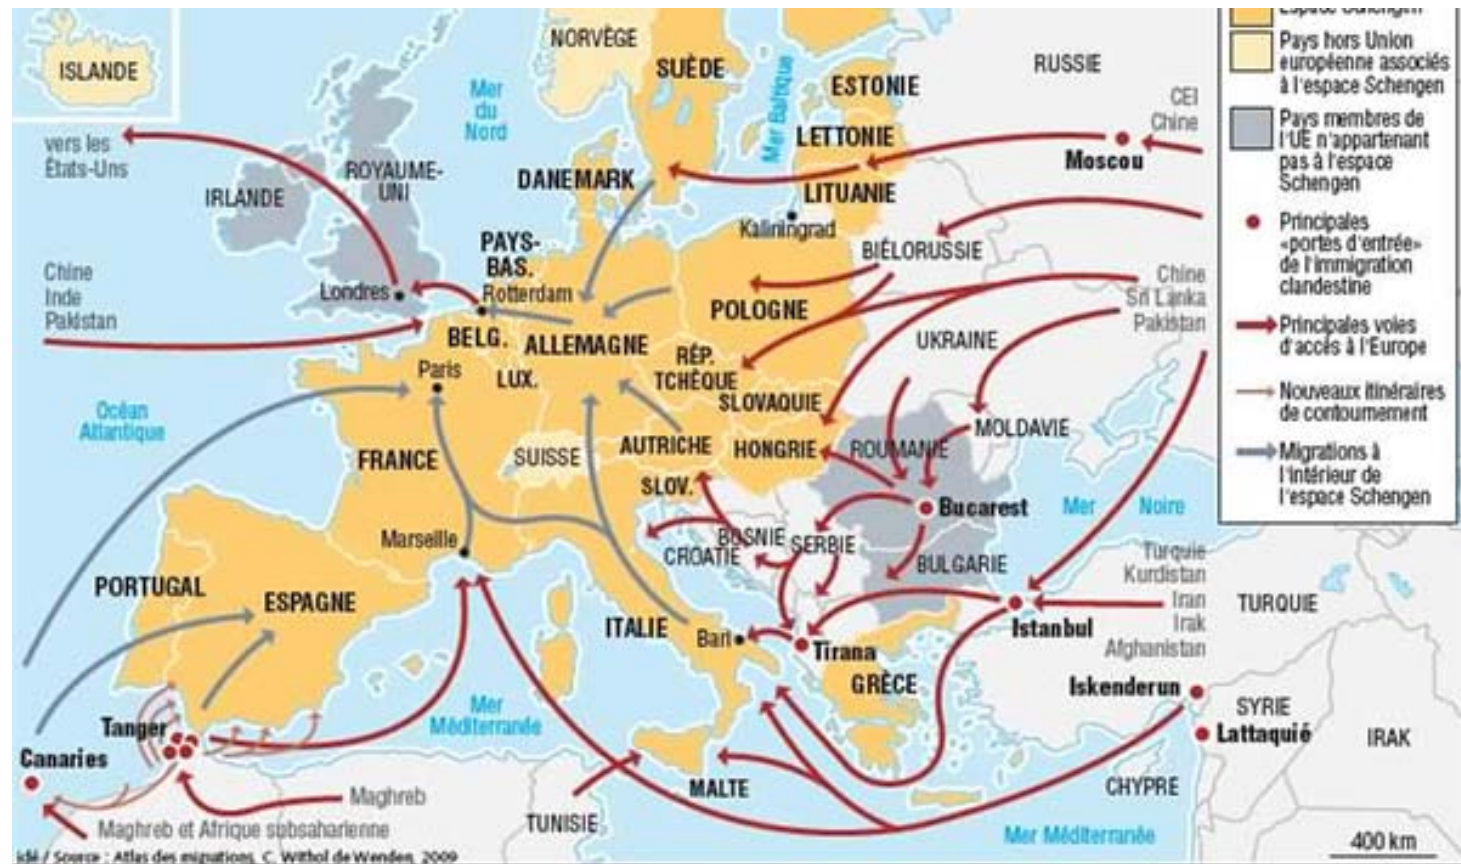 ISLANDE
NORVÈGE
SUÈDE
Mer
du
Nord
Mer Baltique
ESTONIE
RUSSIE
CEI
Chine
LETTONIE
Moscou
vers les
États-Unis
ROYAUME-
UNI
IRLANDE
DANEMARK
LITUANIE
Kaliningrad
BIÉLORUSSIE
PAYS-
BAS.
Rotterdam
Londres
Chine
Inde
Pakistan
Chine
Sri Lanka
Pakistan
POLOGNE
UKRAINE
BELG.
ALLEMAGNE
LUX.
RÉP.
TCHÈQUE
Paris
SLOVAQUIE
Océan
Atlantique
FRANCE
SUISSE
AUTRICHE
HONGRIE
ROUMANIE
MOLDAVIE
SLOV.
Bucarest
Mer Noire
Marseille
CROATIE
BOSNIE
SERBIE
BULGARIE
PORTUGAL
ESPAGNE
ITALIE
Bari
Tirana
Istanbul
Turquie
Kurdistan
Iran
Irak
Afghanistan
TURQUIE
GRÈCE
Iskenderun
SYRIE
Lattaquié
IRAK
Mer
Méditerranée
Tanger
Canaries
MALTE
CHYPRE
Maghreb
Maghreb et Afrique subsaharienne
TUNISIE
Mer Méditerranée
400 km
/ Source : Atlas des migrations, C. Withol de Wenden, 2009
Espace Schengen
Pays hors Union
européenne associés
à l'espace Schengen
Pays membres de
l'UE n'appartenant
pas à l'espace
Schengen
Principales
«portes d'entrée»
de l'immigration
clandestine
Principales voies
d'accès à l'Europe
Nouveaux itinéraires
de contournement
Migrations à
l'intérieur de
l'espace Schengen